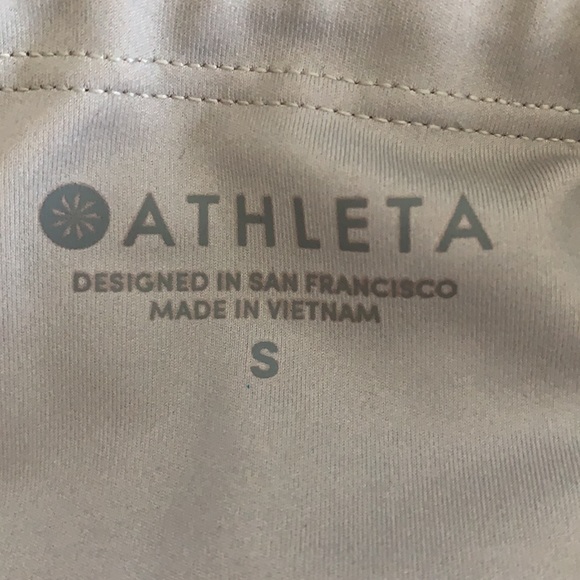 ATHLETA
DESIGNED IN SAN FRANCISCO
MADE IN VIETNAM
S